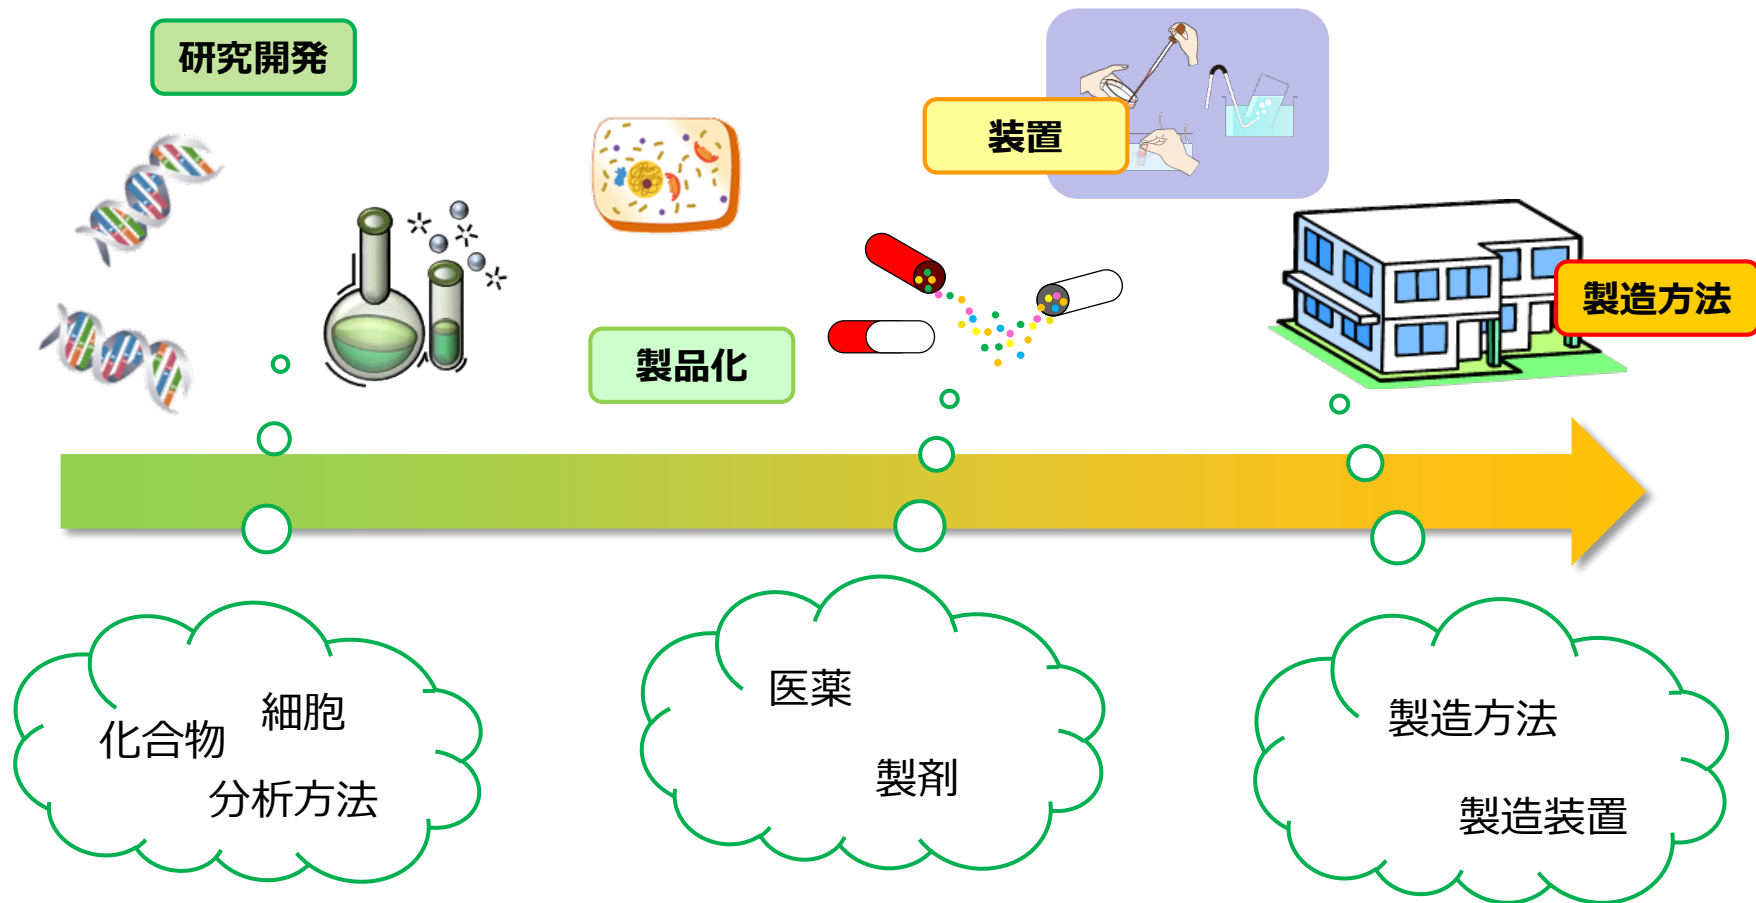 研究開発
装置
製造方法
製品化
細胞
化合物
分析方法
医薬
製剤
製造方法
製造装置